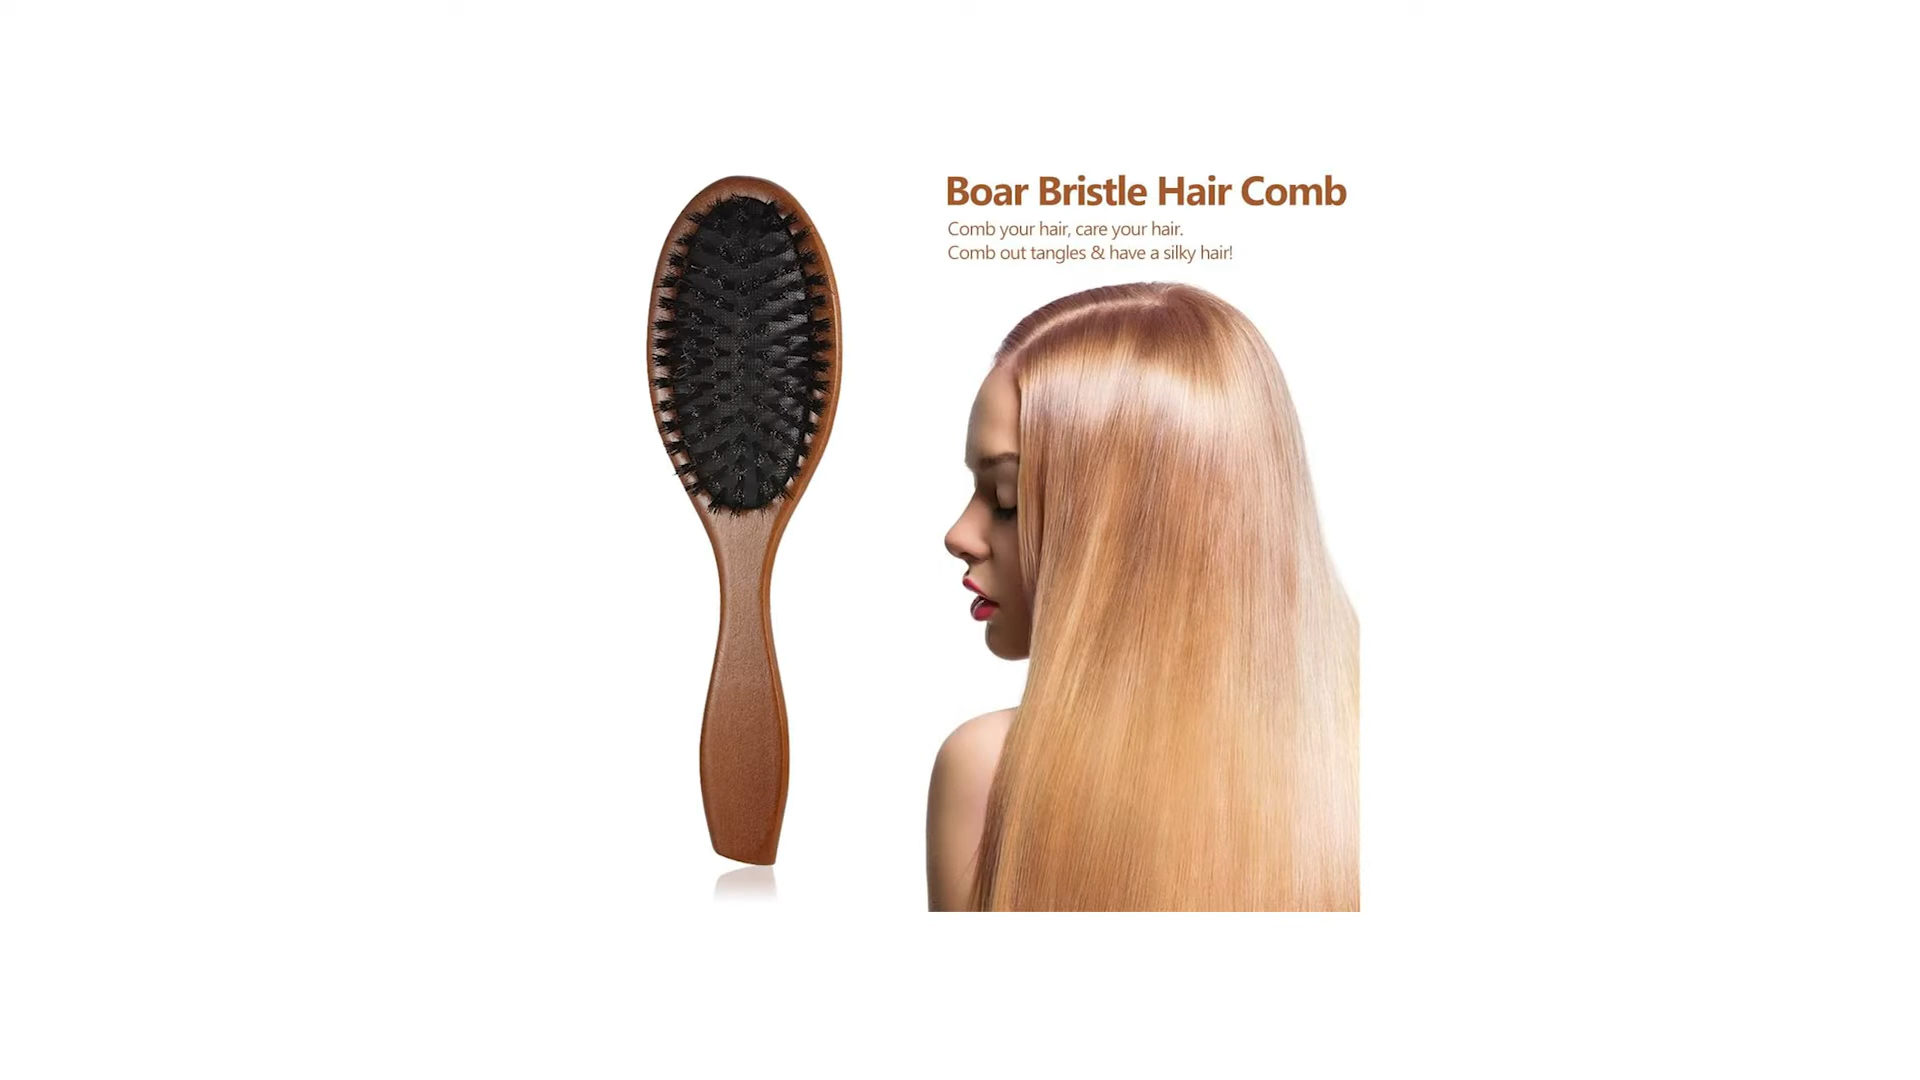 Boar Bristle Hair Comb
Comb your hair, care your hair.
Comb out tangles & have a silky hair!